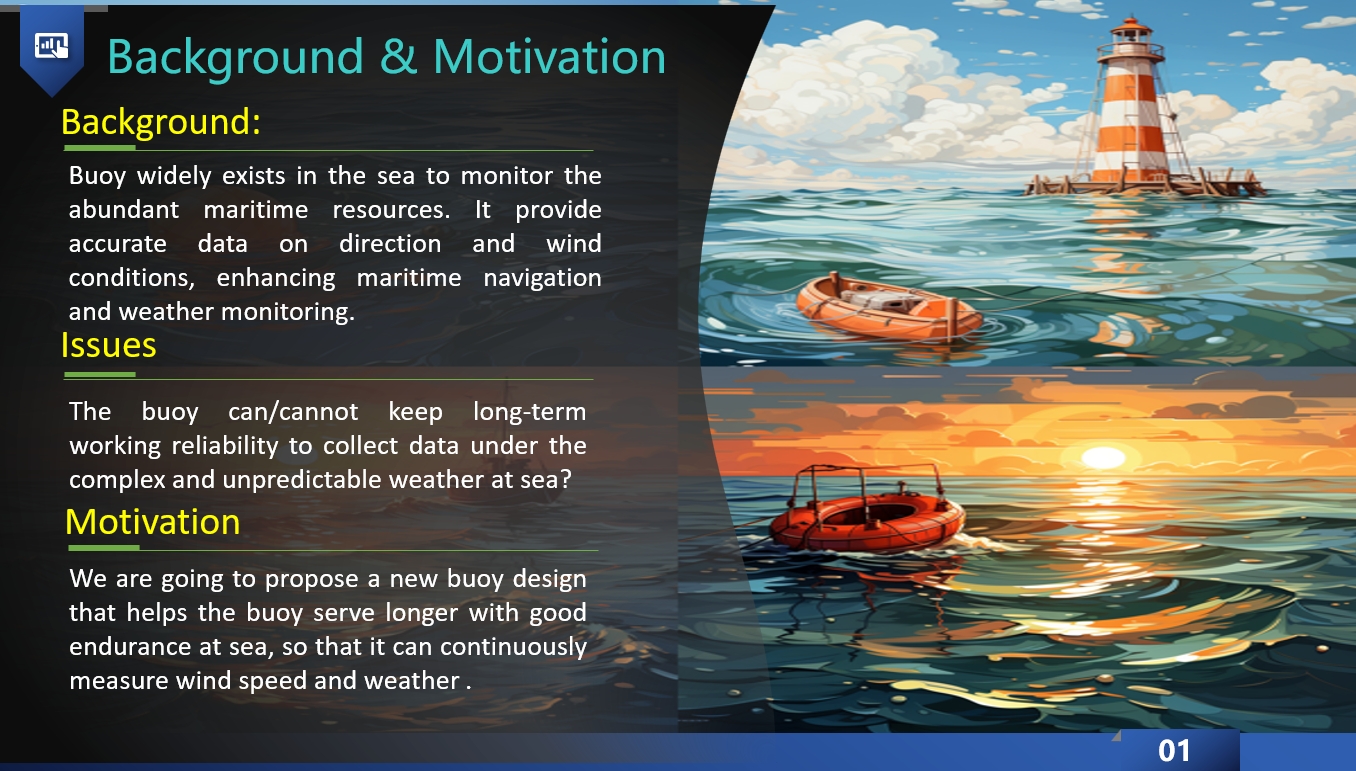 Background & Motivation
Background:
Buoy widely exists in the sea to monitor the
abundant maritime resources. It provide
accurate data on direction and wind
conditions, enhancing maritime navigation
and weather monitoring.
Issues
The buoy can/cannot keep long-term
working reliability to collect data under the
complex and unpredictable weather at sea?
Motivation
We are going to propose a new buoy design
that helps the buoy serve longer with good
endurance at sea, so that it can continuously
measure wind speed and weather .
01